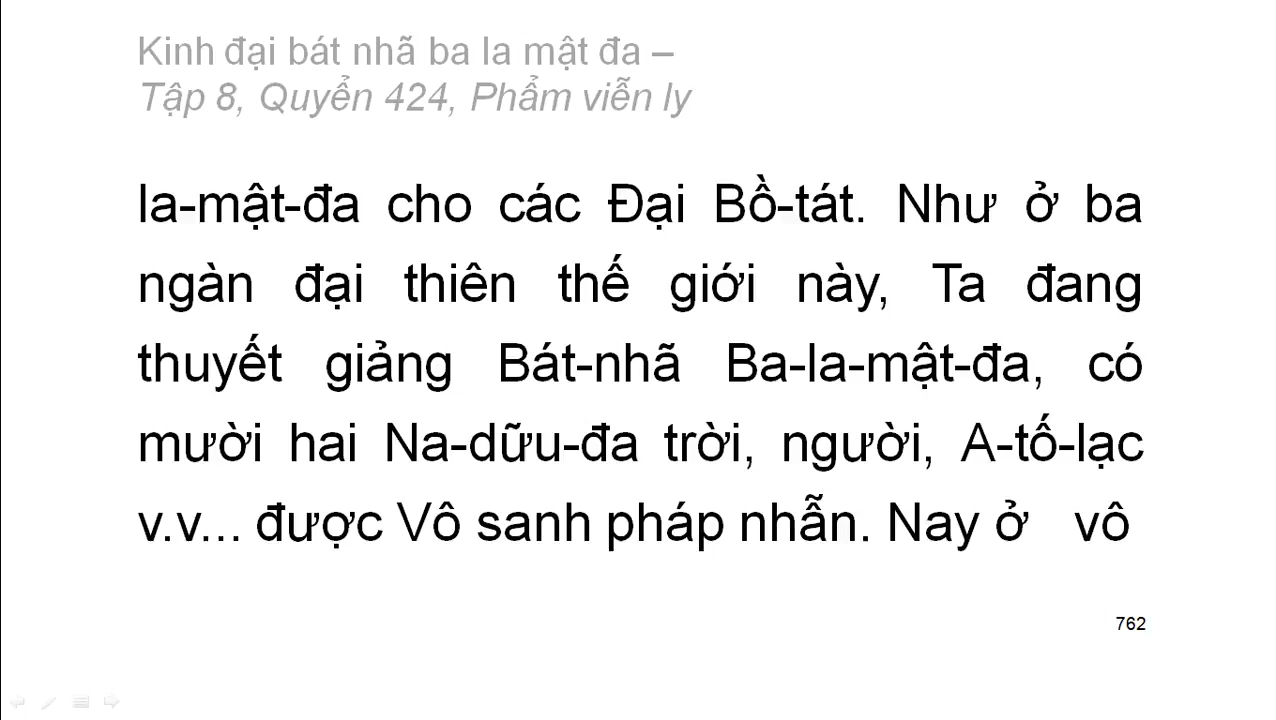 Kinh đại bát nhã ba la mật đa –
Tập 8, Quyển 424, Phẩm viễn ly
la-mật-đa cho các Đại Bồ-tát. Như ở ba
ngàn đại thiên thế giới này, Ta đang
thuyết giảng Bát-nhã Ba-la-mật-đa, có
mười hai Na-dữu-đa trời, người, A-tố-lạc
v.v... được Vô sanh pháp nhẫn. Nay ở vô
762